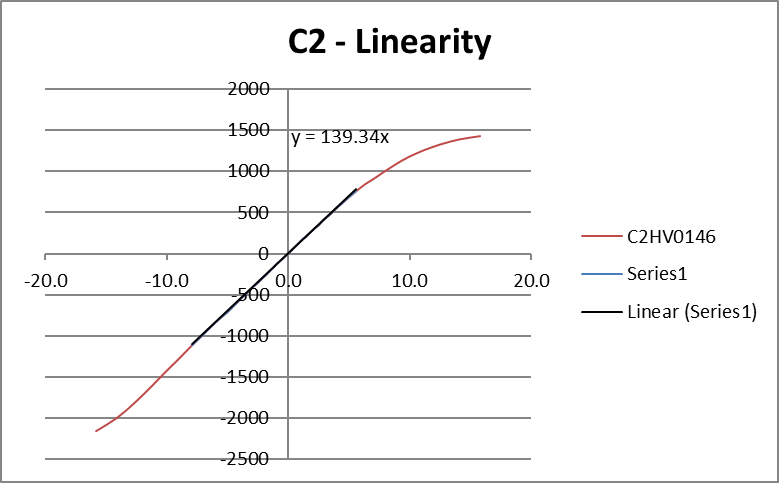 C2 - Linearity
2000
1500
y = 139.34x
1000
500
0
-20.0 -10.0 0.0 10.0 20.0
-500
-1000
-1500
-2000
-2500
C2HV0146
Series1
Linear (Series1)